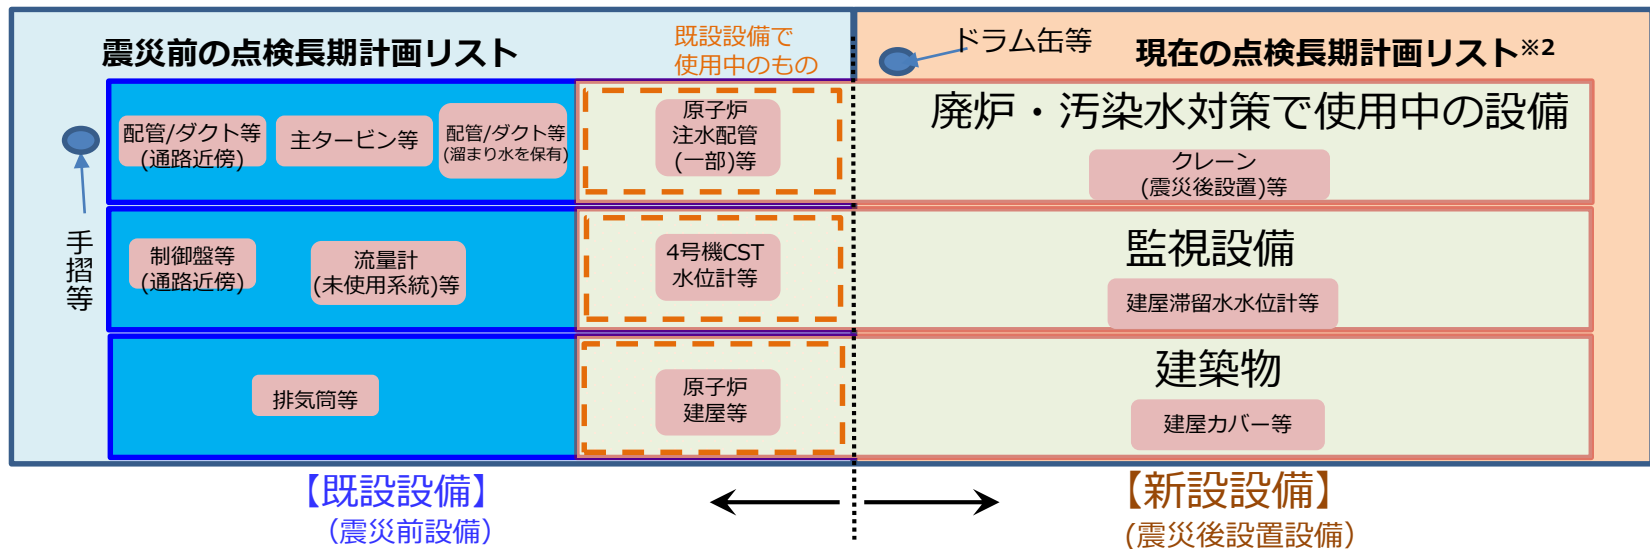 震災前の点検長期計画リスト
既設設備で
使用中のもの
ドラム缶等
現在の点検長期計画リスト※2
手摺等
配管/ダクト等
(通路近傍)
主タービン等
配管/ダクト等
(溜まり水を保有)
原子炉
注水配管
(一部)等
廃炉・汚染水対策で使用中の設備
クレーン
(震災後設置)等
制御盤等
(通路近傍)
流量計
(未使用系統)等
4号機CST
水位計等
監視設備
建屋滞留水水位計等
排気筒等
原子炉
建屋等
建築物
建屋カバー等
【既設設備】
（震災前設備）
【新設設備】
(震災後設置設備）